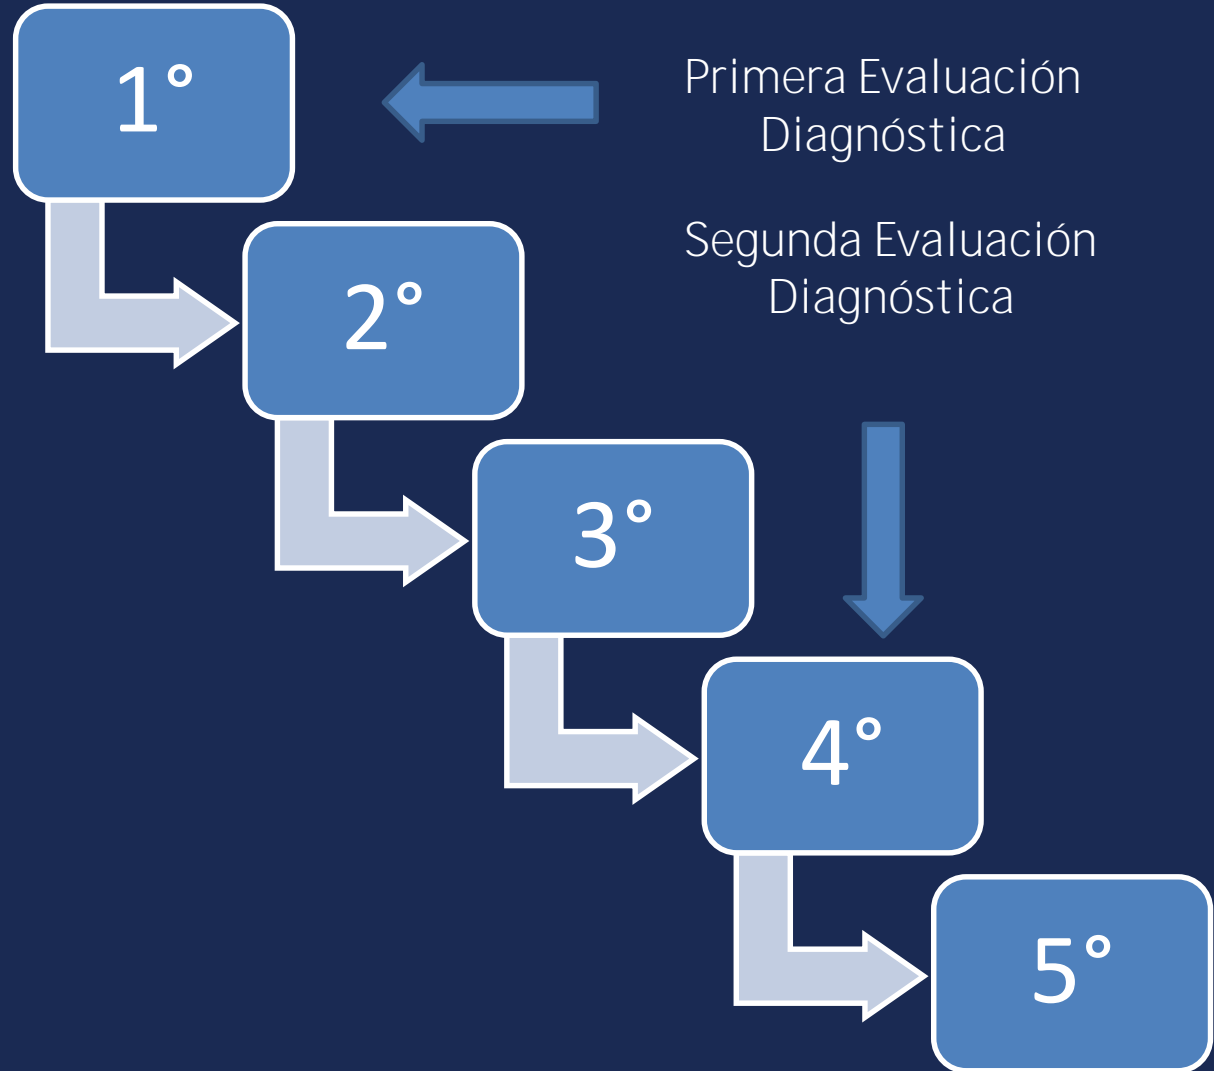 1°
Primera Evaluación
Diagnóstica
Segunda Evaluación
Diagnóstica
2°
3°
4°
5°